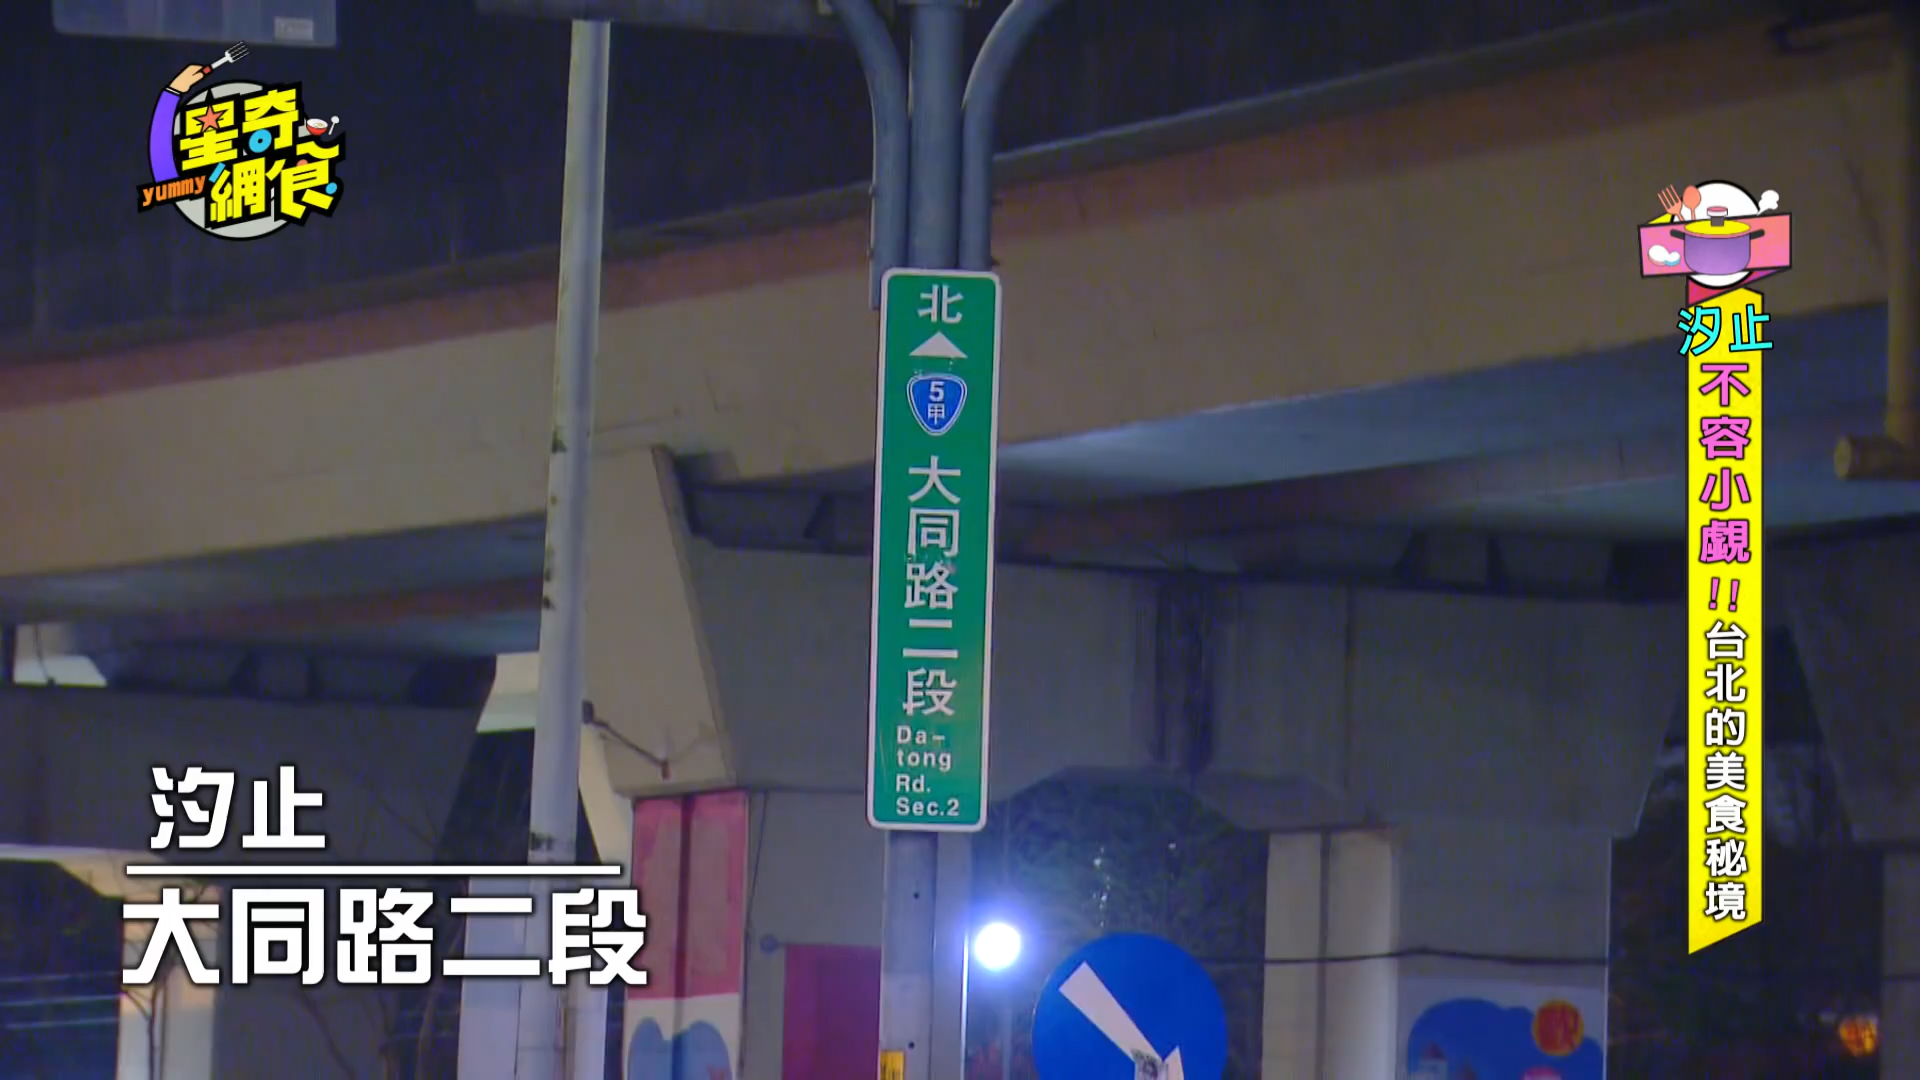 星奇
yummy
網食
北
5
甲
大同路二段
Da-
tong
Rd.
Sec.2
汐止
不容小覷!!台北的美食秘境
汐止
大同路二段